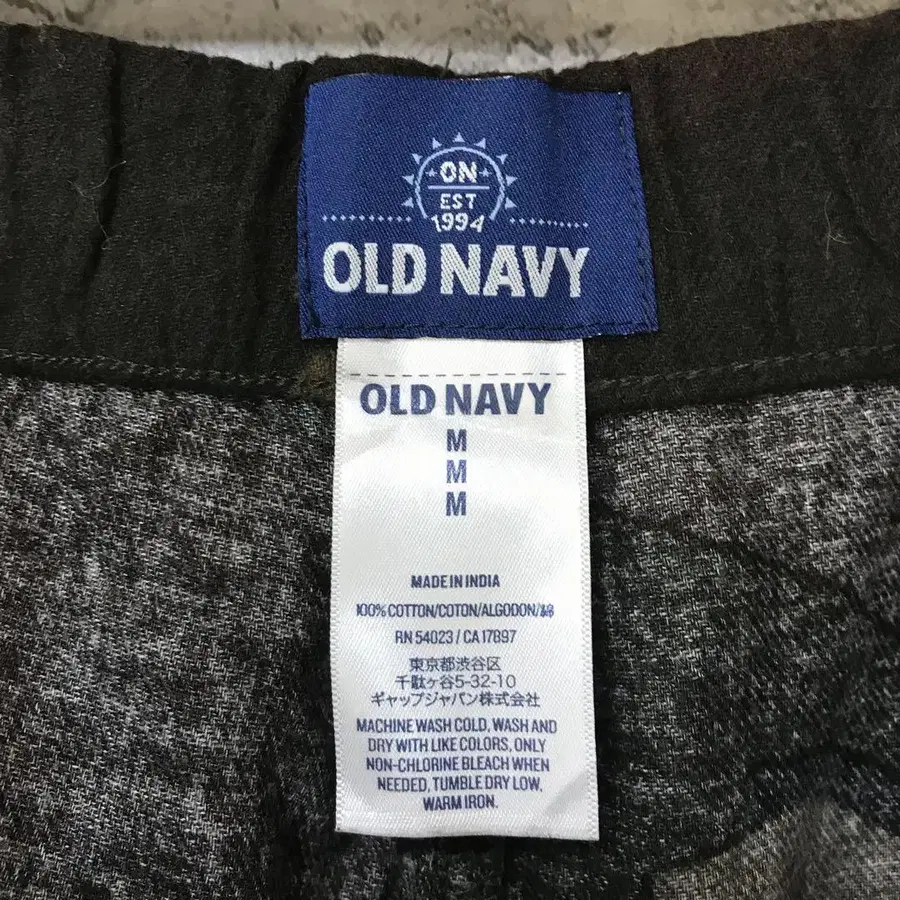 ON
EST
1994
OLD NAVY
OLD NAVY
M
M
M
MADE IN INDIA
100% COTTON/COTON/ALGODON/綿
RN 54023 / CA 17897
東京都渋谷区
千駄ヶ谷5-32-10
ギャップジャパン株式会社
MACHINE WASH COLD, WASH AND
DRY WITH LIKE COLORS, ONLY
NON-CHLORINE BLEACH WHEN
NEEDED, TUMBLE DRY LOW,
WARM IRON.